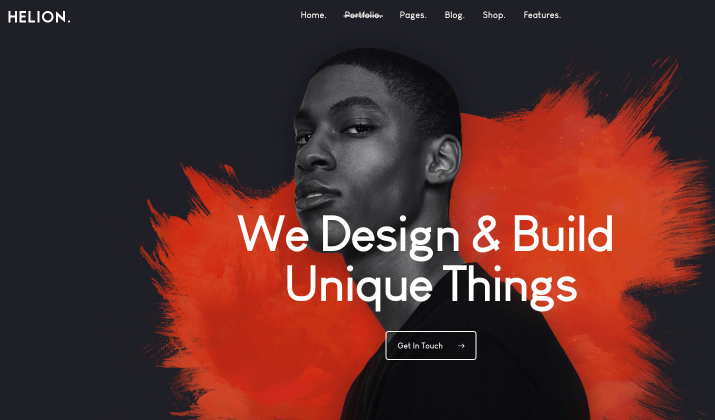 HELION.
Home. Portfolio. Pages. Blog. Shop. Features.
We Design & Build
Unique Things
Get In Touch →